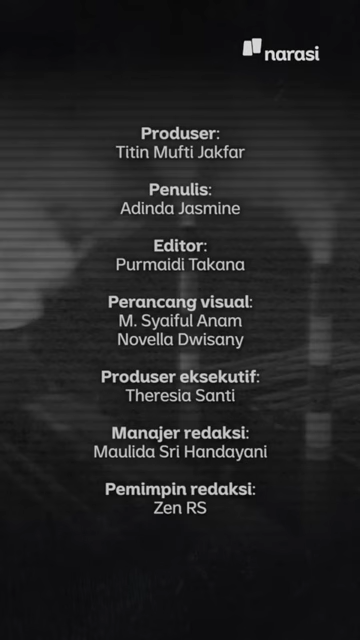 narasi
Produser:
Titin Mufti Jakfar
Penulis:
Adinda Jasmine
Editor:
Purmaidi Takana
Perancang visual:
M. Syaiful Anam
Novella Dwisany
Produser eksekutif:
Theresia Santi
Manajer redaksi:
Maulida Sri Handayani
Pemimpin redaksi:
Zen RS